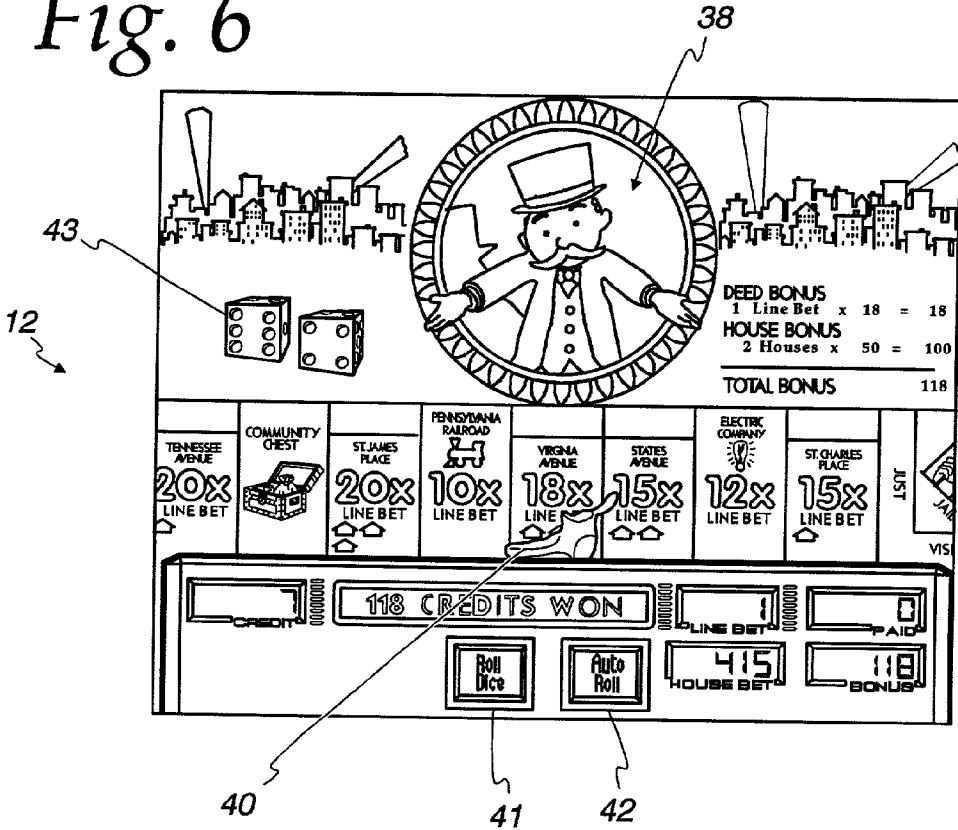 Fig. 6
38
43
12
DEED BONUS
1 Line Bet x 18 = 18
HOUSE BONUS
2 Houses x 50 = 100
TOTAL BONUS 118
TENNESSEE AVENUE
20X
LINE BET
COMMUNITY CHEST
ST. JAMES PLACE
20X
LINE BET
PENNSYLVANIA RAILROAD
10X
LINE BET
VIRGNIA AVENUE
18X
LINE
STATES AVENUE
15X
LINE BET
ELECTRIC COMPANY
12X
LINE BET
ST. CHARLES PLACE
15X
LINE BET
JUST
JAIL
VISI
7
CREDIT
118 CREDITS WON
1
LINE BET
0
PAID
Roll Dice
Auto Roll
415
HOUSE BET
118
BONUS
40
41
42